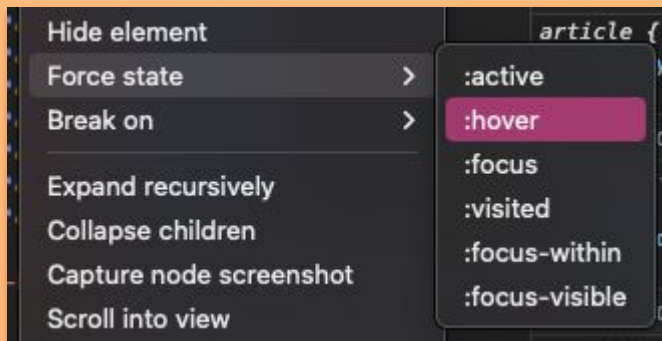 Hide element
Force state
Break on
Expand recursively
Collapse children
Capture node screenshot
Scroll into view
article {
:active
:hover
:focus
:visited
:focus-within
:focus-visible